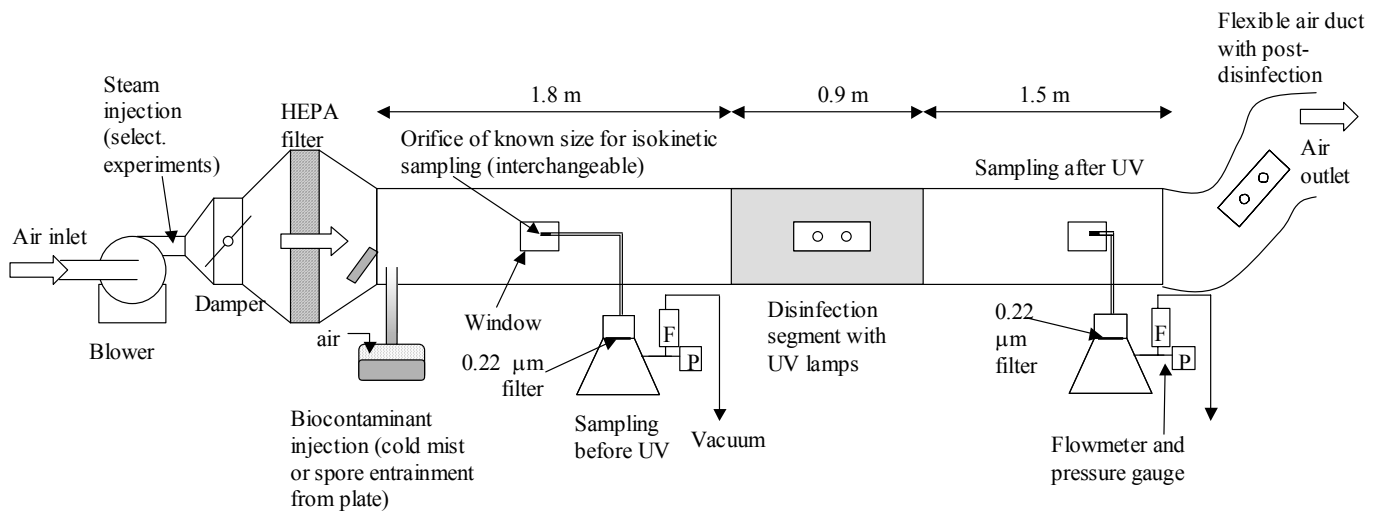 Flexible air duct
with post-
disinfection
Steam
injection
(select.
experiments)
HEPA
filter
1.8 m
0.9 m
1.5 m
Orifice of known size for isokinetic
sampling (interchangeable)
Sampling after UV
Air
outlet
Air inlet
Damper
Blower
air
Window
0.22 μm
filter
F
P
Disinfection
segment with
UV lamps
0.22
μm
filter
F
P
Biocontaminant
injection (cold mist
or spore entrainment
from plate)
Sampling
before UV
Vacuum
Flowmeter and
pressure gauge